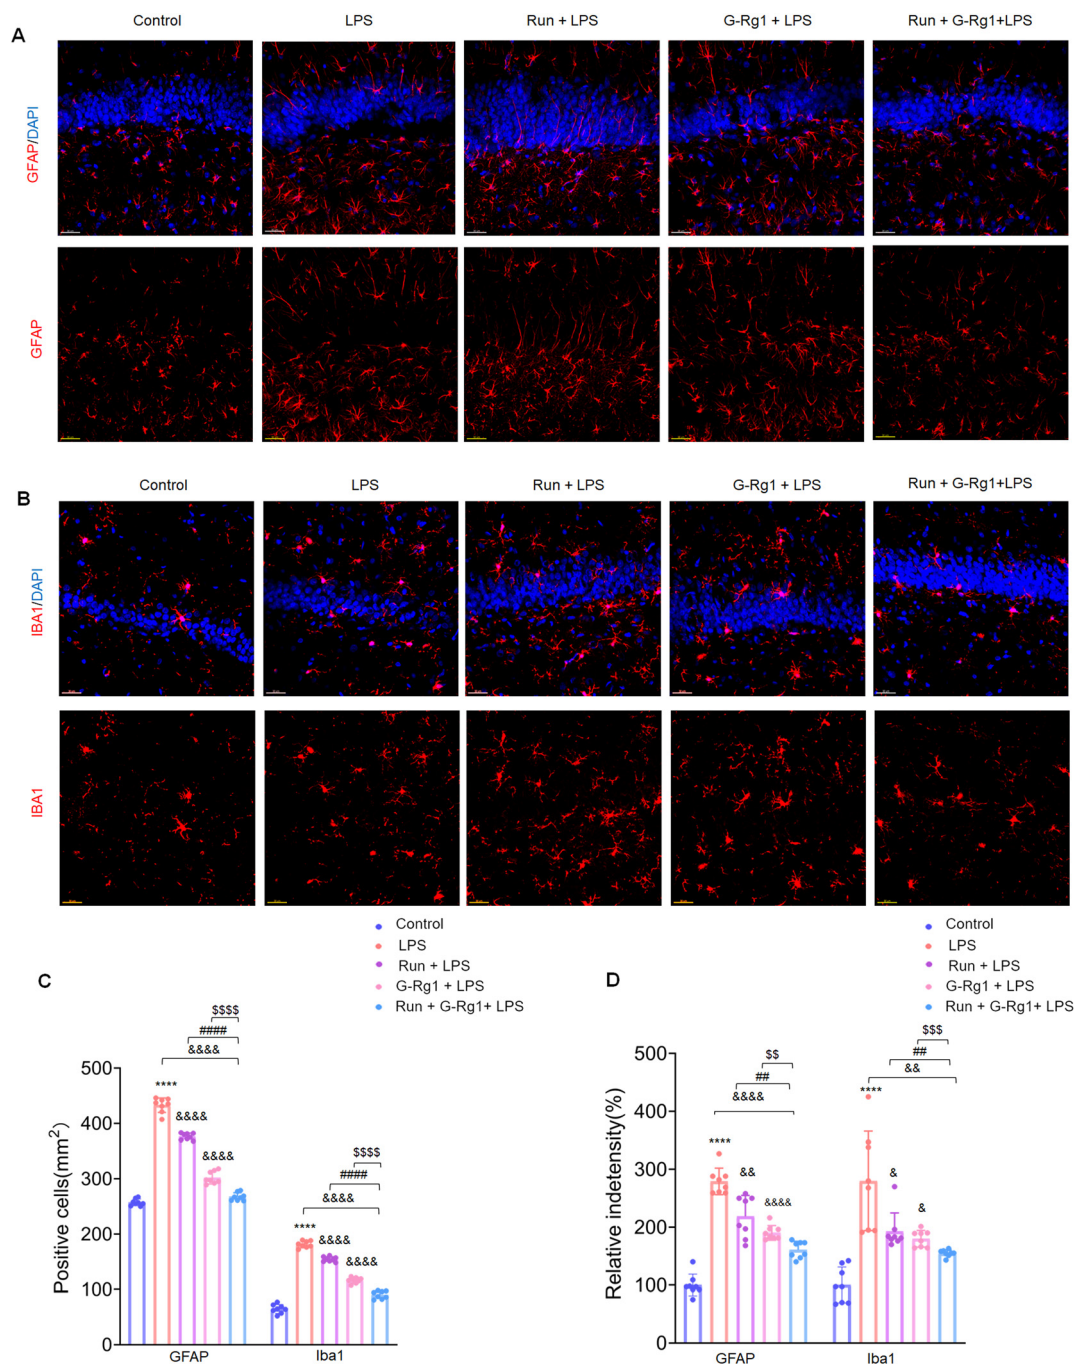 A
Control LPS Run + LPS G-Rg1 + LPS Run + G-Rg1+LPS
GFAP/DAPI
GFAP
B
Control LPS Run + LPS G-Rg1 + LPS Run + G-Rg1+LPS
IBA1/DAPI
IBA1
C
Control
LPS
Run + LPS
G-Rg1 + LPS
Run + G-Rg1+ LPS
$$$$
####
&&&&
****
&&&&
&&&&
$$$$
####
&&&&
****
&&&&
&&&&
Positive cells(mm²)
500
400
300
200
100
0
GFAP Iba1
D
Control
LPS
Run + LPS
G-Rg1 + LPS
Run + G-Rg1+ LPS
$$
##
&&&&
****
&&
&&&&
$$$
##
&&
****
&
&
Relative indetensity(%)
500
400
300
200
100
0
GFAP Iba1